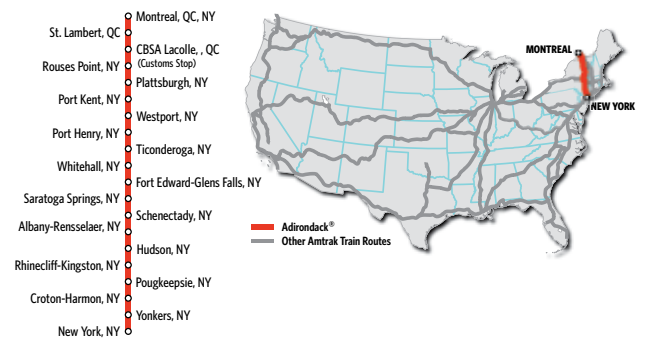 Montreal, QC, NY
St. Lambert, QC
CBSA Lacolle, , QC
(Customs Stop)
Rouses Point, NY
Plattsburgh, NY
Port Kent, NY
Westport, NY
Port Henry, NY
Ticonderoga, NY
Whitehall, NY
Fort Edward-Glens Falls, NY
Saratoga Springs, NY
Schenectady, NY
Albany-Rensselaer, NY
Hudson, NY
Rhinecliff-Kingston, NY
Pougkeepsie, NY
Croton-Harmon, NY
Yonkers, NY
New York, NY
MONTREAL
NEW YORK
Adirondack®
Other Amtrak Train Routes